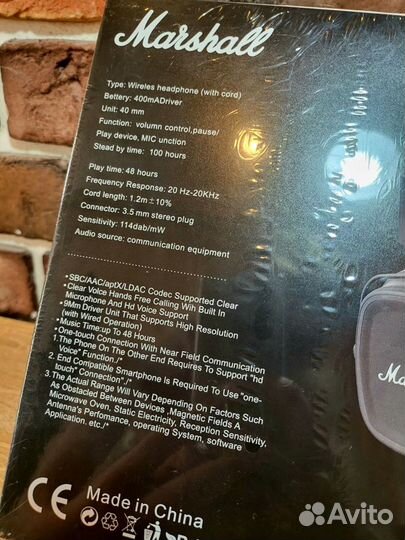 Marshall
Type: Wireless headphone (with cord)
Bettery: 400mADriver
Unit: 40 mm
Function: volumn control,pause/
Play device, MIC unction
Stead by time: 100 hours
Play time: 48 hours
Frequency Response: 20 Hz-20KHz
Cord length: 1.2m±10%
Connector: 3.5 mm stereo plug
Sensitivity: 114dab/mW
Audio source: communication equipment
•SBC/AAC/aptX/LDAC Codec Supported Clear
•Clear Voice Hands Free Calling Wih Built In
Microphone And Hd Voice Support
•9Mm Driver Unit That Supports High Resolution
(with Wired Operation)
•Music Time:up To 48 Hours
•One-touch Connection With Near Field Communication
1.The Phone On The Other End Requires To Support "hd
Voice" Function./*
2. End Compatible Smartphone Is Required To Use "one-
touch" Connection"./*
3.The Actual Range Will Vary Depending On Factors Such
As Obstacled Between Devices ,Magnetic Fields A
Microwave Oven, Static Electricity, Reception Sensitivity,
Antenna's Perfomance, operating System, software
Application. etc./*
CE Made in China
Avito